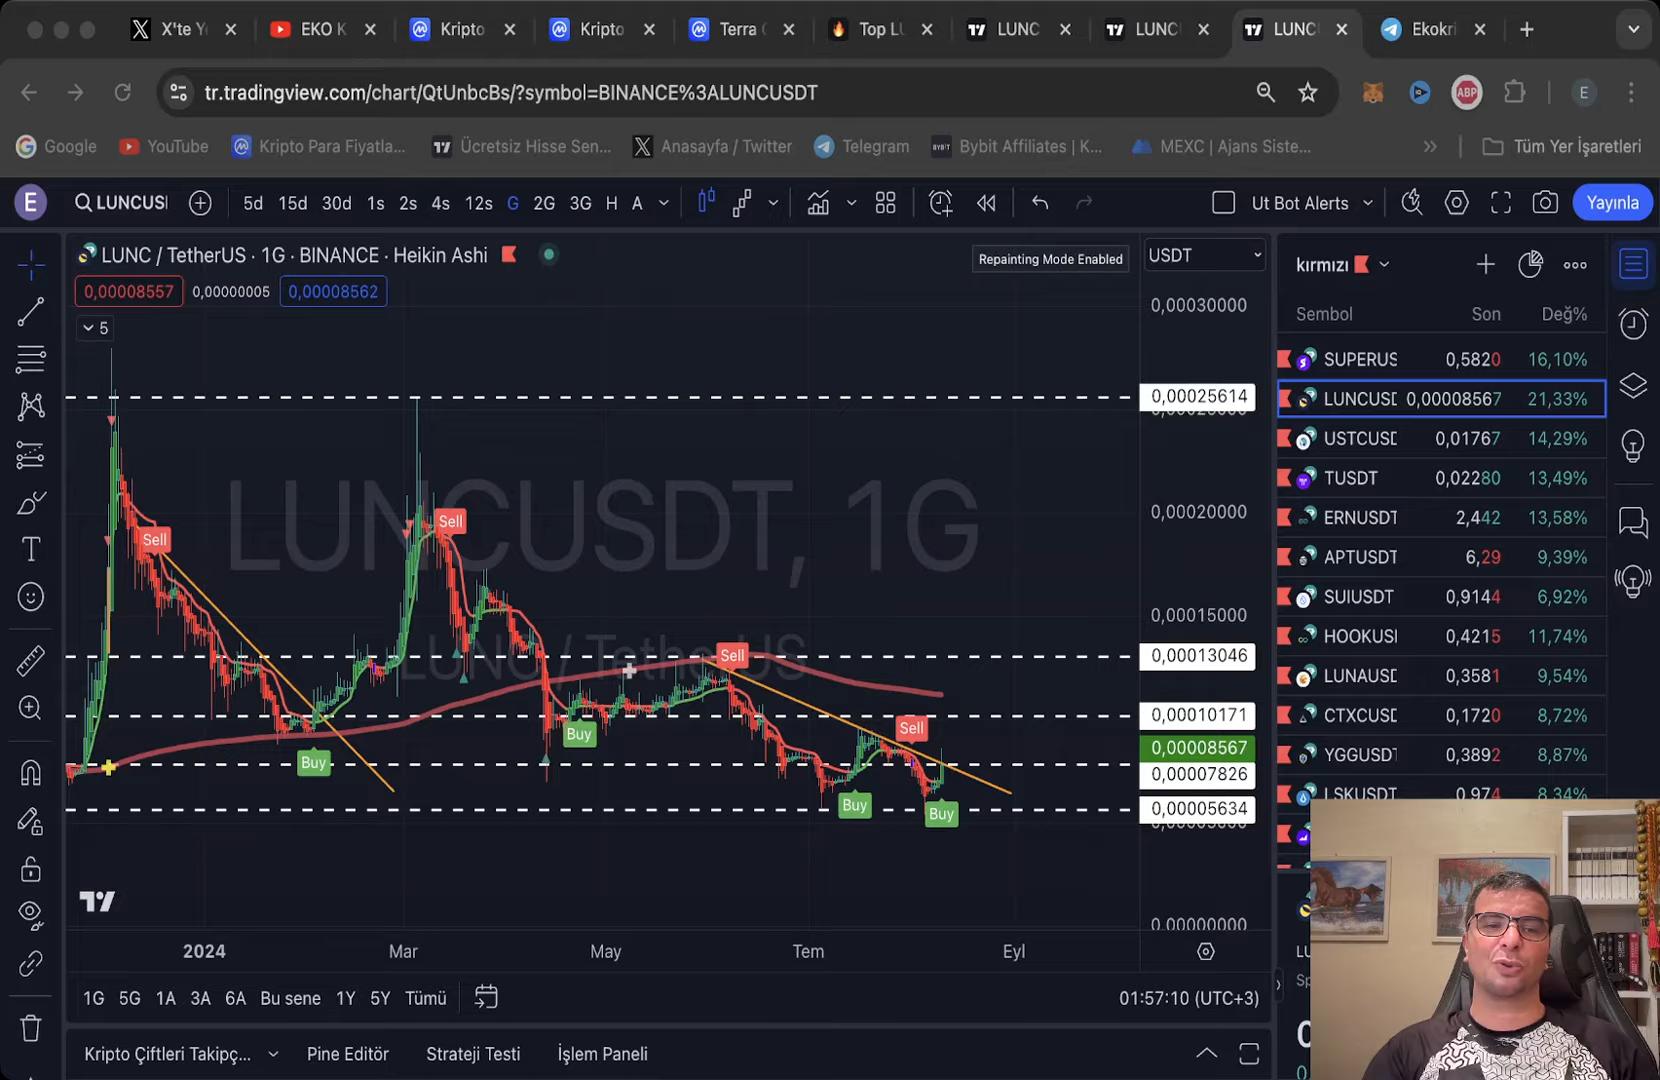 X'te Y
EKO K
Kripto
Kripto
Terra
Top LU
LUNC
LUNC
LUNC
Ekokri
tr.tradingview.com/chart/QtUnbcBs/?symbol=BINANCE%3ALUNCUSDT
ABP
E
Google
YouTube
Kripto Para Fiyatla...
Ücretsiz Hisse Sen...
Anasayfa / Twitter
Telegram
Bybit Affiliates | K...
MEXC | Ajans Siste...
Tüm Yer İşaretleri
E
LUNCUSI
5d 15d 30d 1s 2s 4s 12s G 2G 3G H A
Ut Bot Alerts
Yayınla
LUNC / TetherUS · 1G · BINANCE · Heikin Ashi
Repainting Mode Enabled
USDT
0,00008557
0,00000005
0,00008562
5
LUNCUSDT, 1G
LUNC / TetherUS
Sell
Sell
Sell
Sell
Buy
Buy
Buy
Buy
0,00030000
0,00025614
0,00020000
0,00015000
0,00013046
0,00010171
0,00008567
0,00007826
0,00005634
0,00000000
2024 Mar May Tem Eyl
1G 5G 1A 3A 6A Bu sene 1Y 5Y Tümü
01:57:10 (UTC+3)
Kripto Çiftleri Takipç...
Pine Editör
Strateji Testi
İşlem Paneli
kırmızı
Sembol Son Değ%
SUPERUS 0,5820 16,10%
LUNCUSD 0,00008567 21,33%
USTCUSD 0,01767 14,29%
TUSDT 0,02280 13,49%
ERNUSDT 2,442 13,58%
APTUSDT 6,29 9,39%
SUIUSDT 0,9144 6,92%
HOOKUSI 0,4215 11,74%
LUNAUSD 0,3581 9,54%
CTXCUSD 0,1720 8,72%
YGGUSDT 0,3892 8,87%
LSKUSDT 0,974 8,34%